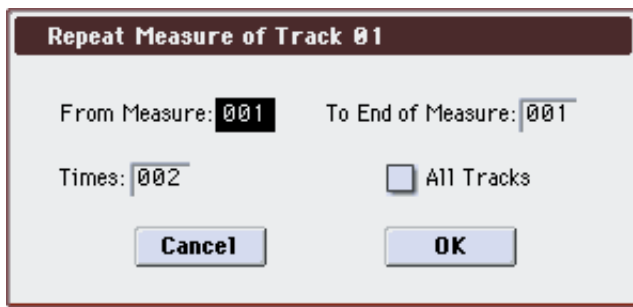 Repeat Measure of Track 01
From Measure: 001 To End of Measure: 001
Times: 002 All Tracks
Cancel OK